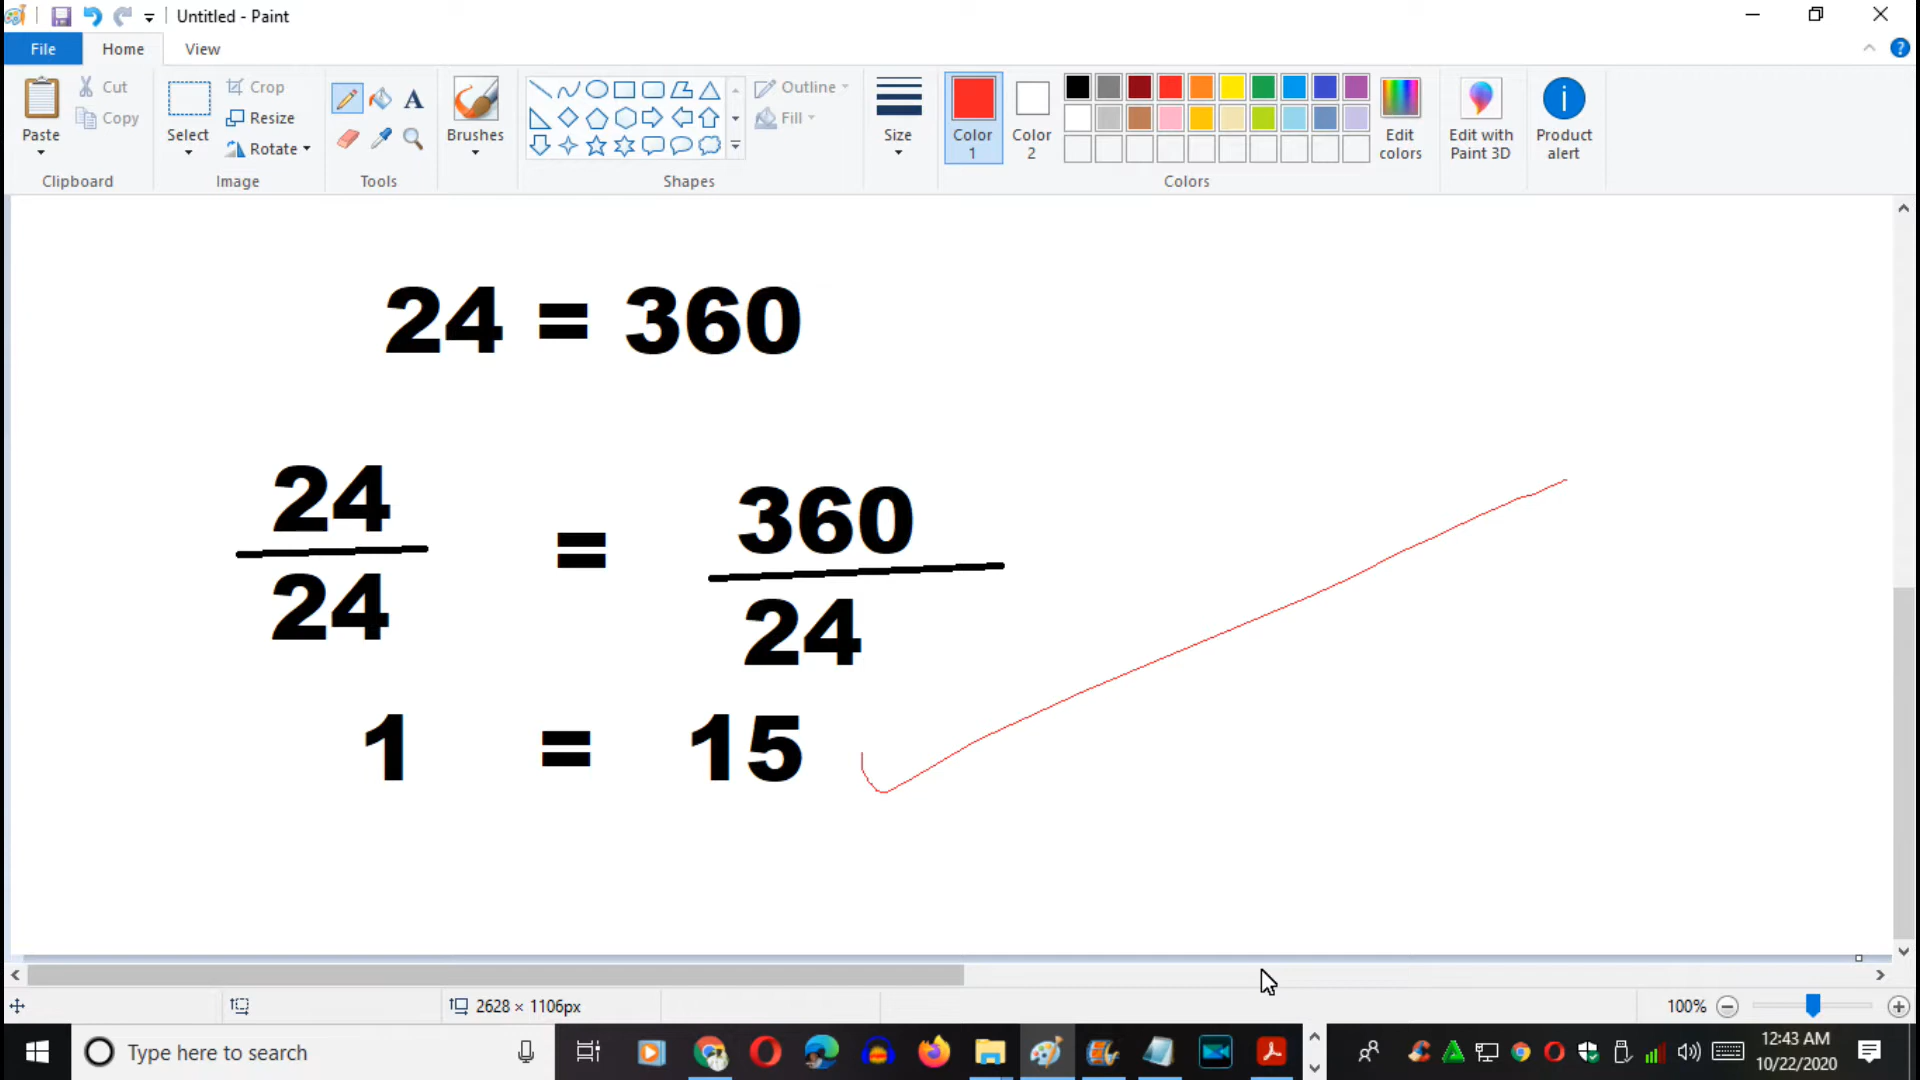 Untitled - Paint
File Home View
Paste
Cut
Copy
Clipboard
Select
Crop
Resize
Rotate
Image
Tools
Brushes
Shapes
Outline
Fill
Size
Color 1
Color 2
Colors
Edit colors
Edit with Paint 3D
Product alert
24 = 360
24 = 360
24 24
1 = 15
2628 × 1106px
100%
Type here to search
12:43 AM
10/22/2020